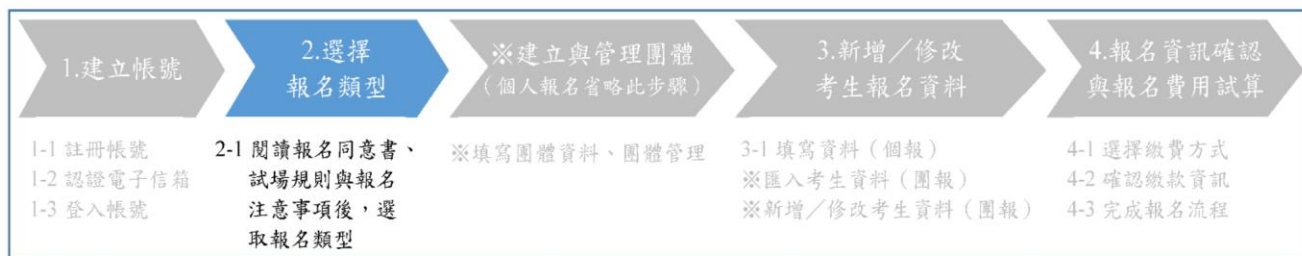 1.建立帳號
2.選擇
報名類型
※建立與管理團體
（個人報名省略此步驟）
3.新增／修改
考生報名資料
4.報名資訊確認
與報名費用試算
1-1 註冊帳號
1-2 認證電子信箱
1-3 登入帳號
2-1 閱讀報名同意書、
試場規則與報名
注意事項後，選
取報名類型
※填寫團體資料、團體管理
3-1 填寫資料（個報）
※匯入考生資料（團報）
※新增／修改考生資料（團報）
4-1 選擇繳費方式
4-2 確認繳款資訊
4-3 完成報名流程